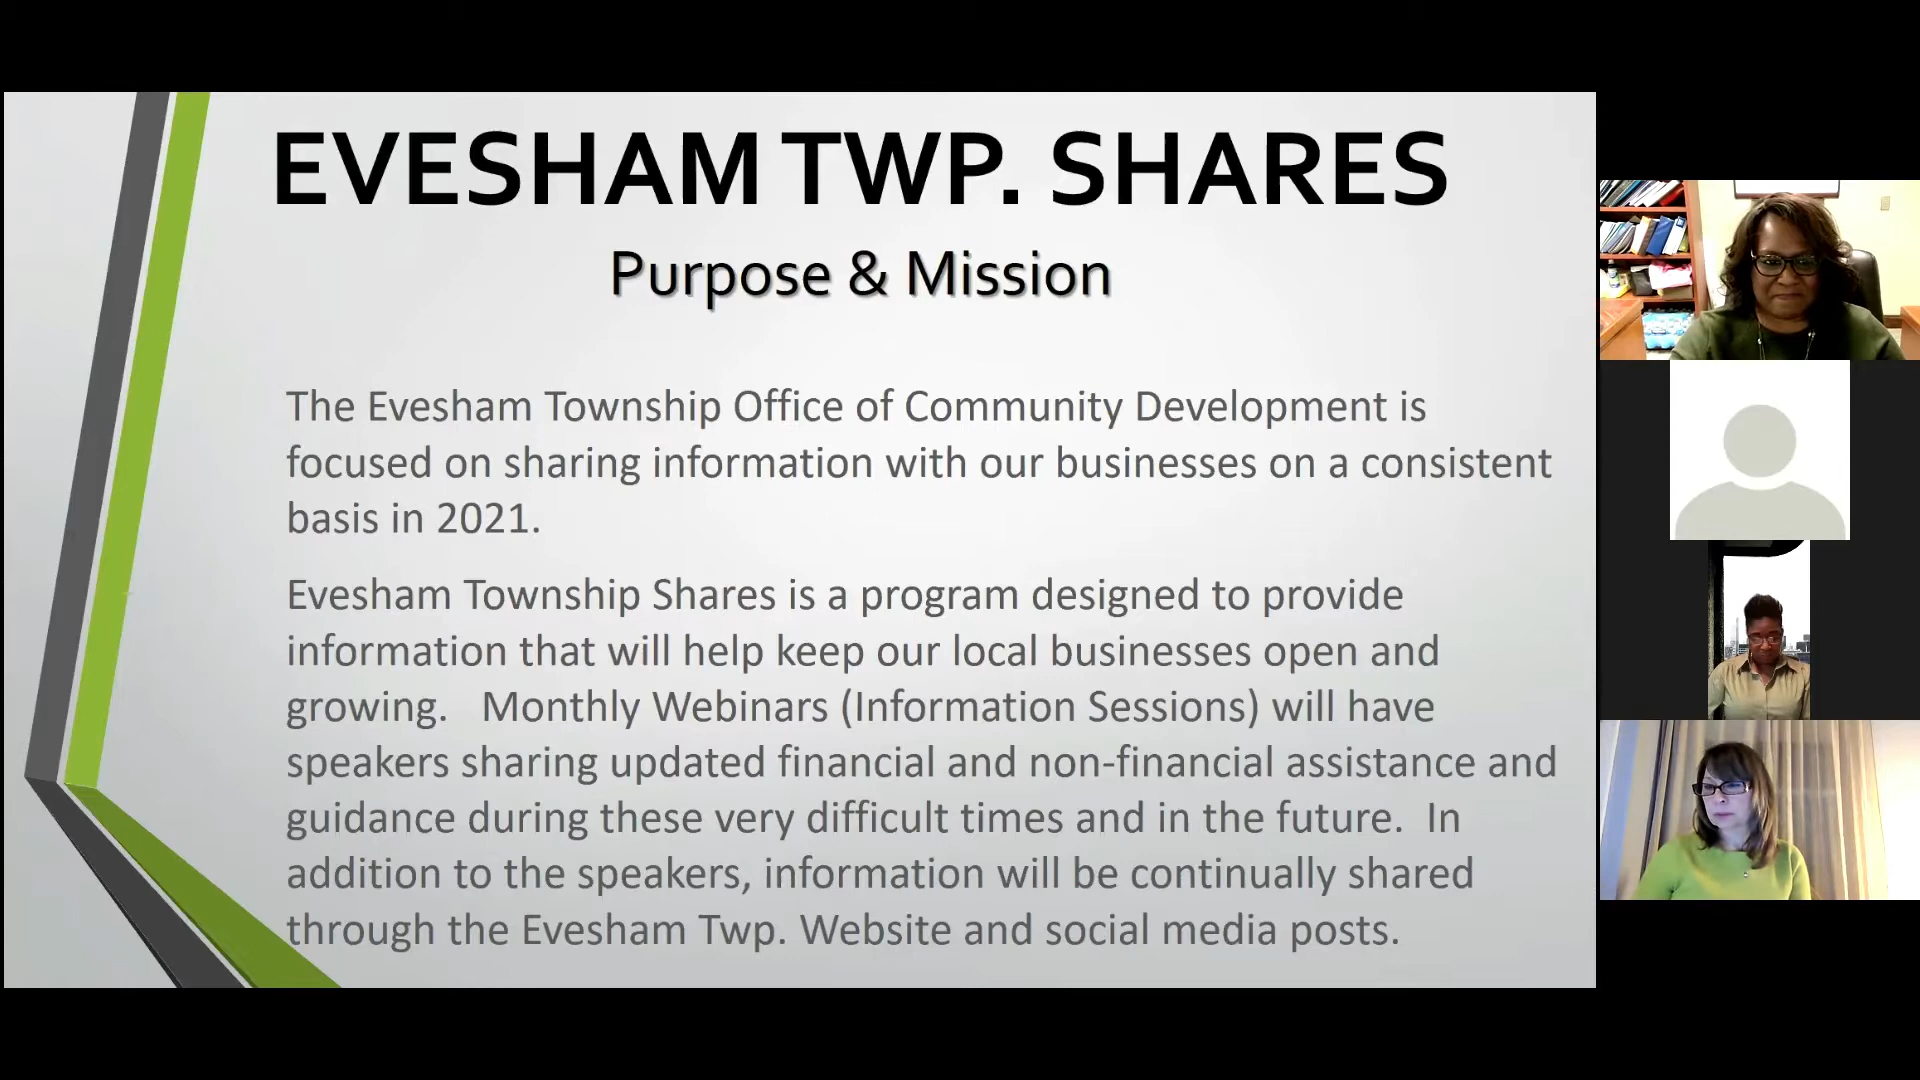 EVESHAM TWP. SHARES
Purpose & Mission
The Evesham Township Office of Community Development is
focused on sharing information with our businesses on a consistent
basis in 2021.
Evesham Township Shares is a program designed to provide
information that will help keep our local businesses open and
growing.   Monthly Webinars (Information Sessions) will have
speakers sharing updated financial and non-financial assistance and
guidance during these very difficult times and in the future.  In
addition to the speakers, information will be continually shared
through the Evesham Twp. Website and social media posts.